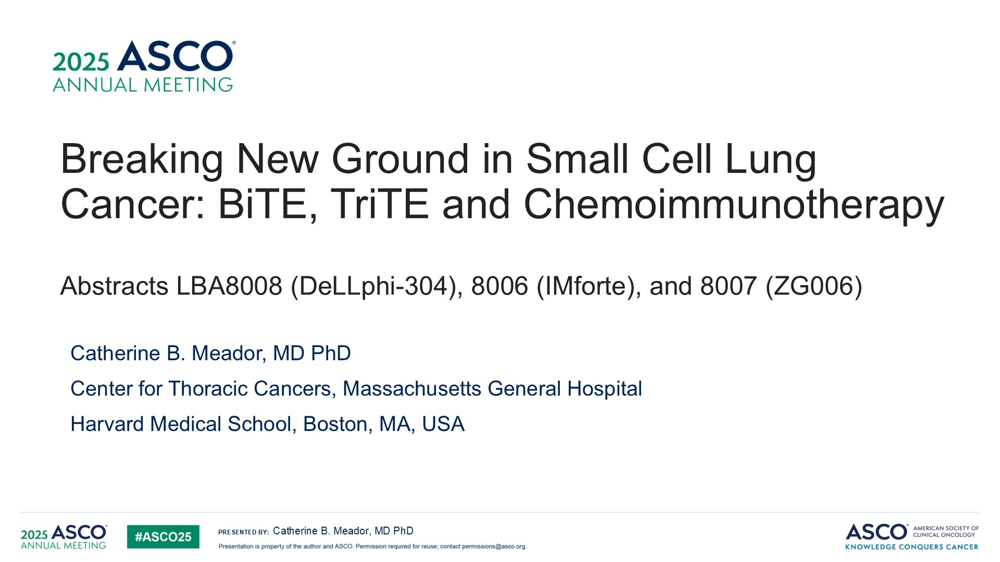 2025 ASCO®
ANNUAL MEETING
Breaking New Ground in Small Cell Lung
Cancer: BiTE, TriTE and Chemoimmunotherapy
Abstracts LBA8008 (DeLLphi-304), 8006 (IMforte), and 8007 (ZG006)
Catherine B. Meador, MD PhD
Center for Thoracic Cancers, Massachusetts General Hospital
Harvard Medical School, Boston, MA, USA
2025 ASCO®
ANNUAL MEETING
#ASCO25
PRESENTED BY: Catherine B. Meador, MD PhD
Presentation is property of the author and ASCO. Permission required for reuse; contact permissions@asco.org.
ASCO® AMERICAN SOCIETY OF
CLINICAL ONCOLOGY
KNOWLEDGE CONQUERS CANCER